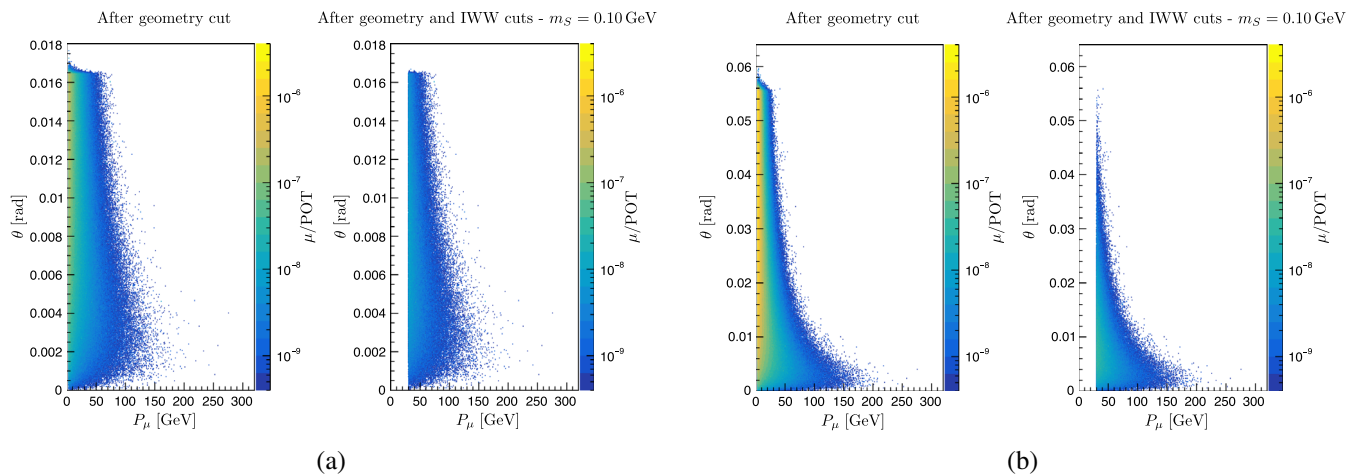 After geometry cut
0.018
0.016
0.014
0.012
0.01
0.008
0.006
0.004
0.002
0
θ [rad]
0 50 100 150 200 250 300
P_μ [GeV]
10⁻⁶
10⁻⁷
10⁻⁸
10⁻⁹
μ/POT
After geometry and IWW cuts - m_S = 0.10 GeV
0.018
0.016
0.014
0.012
0.01
0.008
0.006
0.004
0.002
0
θ [rad]
0 50 100 150 200 250 300
P_μ [GeV]
10⁻⁶
10⁻⁷
10⁻⁸
10⁻⁹
μ/POT
(a)
After geometry cut
0.06
0.05
0.04
0.03
0.02
0.01
0
θ [rad]
0 50 100 150 200 250 300
P_μ [GeV]
10⁻⁶
10⁻⁷
10⁻⁸
10⁻⁹
μ/POT
After geometry and IWW cuts - m_S = 0.10 GeV
0.06
0.05
0.04
0.03
0.02
0.01
0
θ [rad]
0 50 100 150 200 250 300
P_μ [GeV]
10⁻⁶
10⁻⁷
10⁻⁸
10⁻⁹
μ/POT
(b)